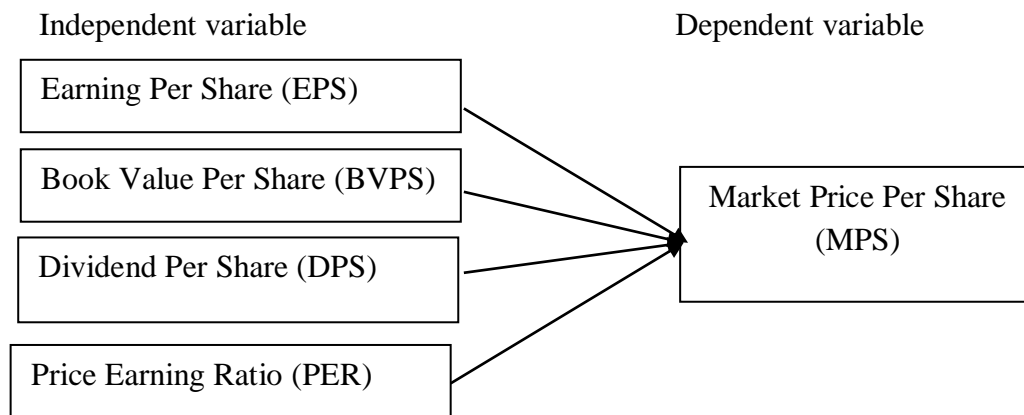 Independent variable
Dependent variable
Earning Per Share (EPS)
Book Value Per Share (BVPS)
Dividend Per Share (DPS)
Price Earning Ratio (PER)
Market Price Per Share
(MPS)